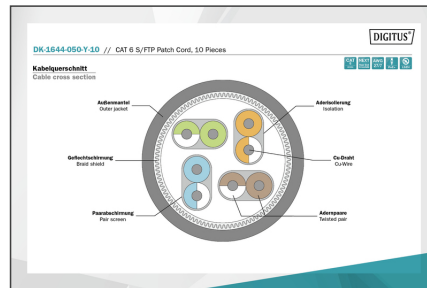 DIGITUS®
DK-1644-050-Y-10 // CAT 6 S/FTP Patch Cord, 10 Pieces
Kabelquerschnitt
Cable cross section
Außenmantel
Outer jacket
Aderisolierung
Isolation
Geflechtschirmung
Braid shield
Cu-Draht
Cu-Wire
Paarabschirmung
Pair screen
Adernpaare
Twisted pair